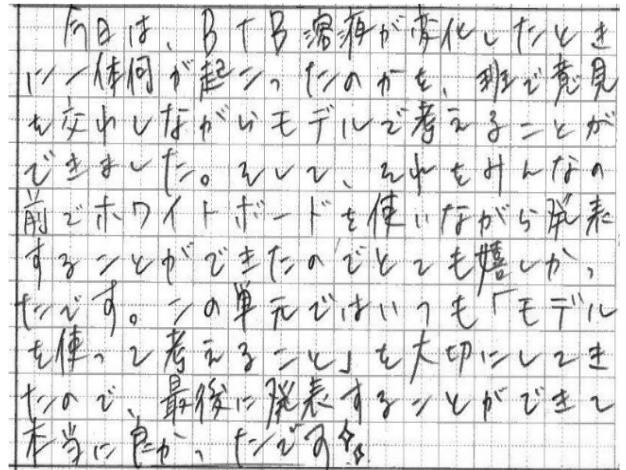 今日は、BTB溶液が変化したとき
に一体何が起こったのかを、班で意見
を交わしながらモデルで考えることが
できました。そして、それをみんなの
前でホワイトボードを使いながら発表
することができたのでとても嬉しかっ
たです。この単元ではいつも「モデル
を使って考えること」を大切にしてき
たので、最後に発表することができて
本当に良かったです